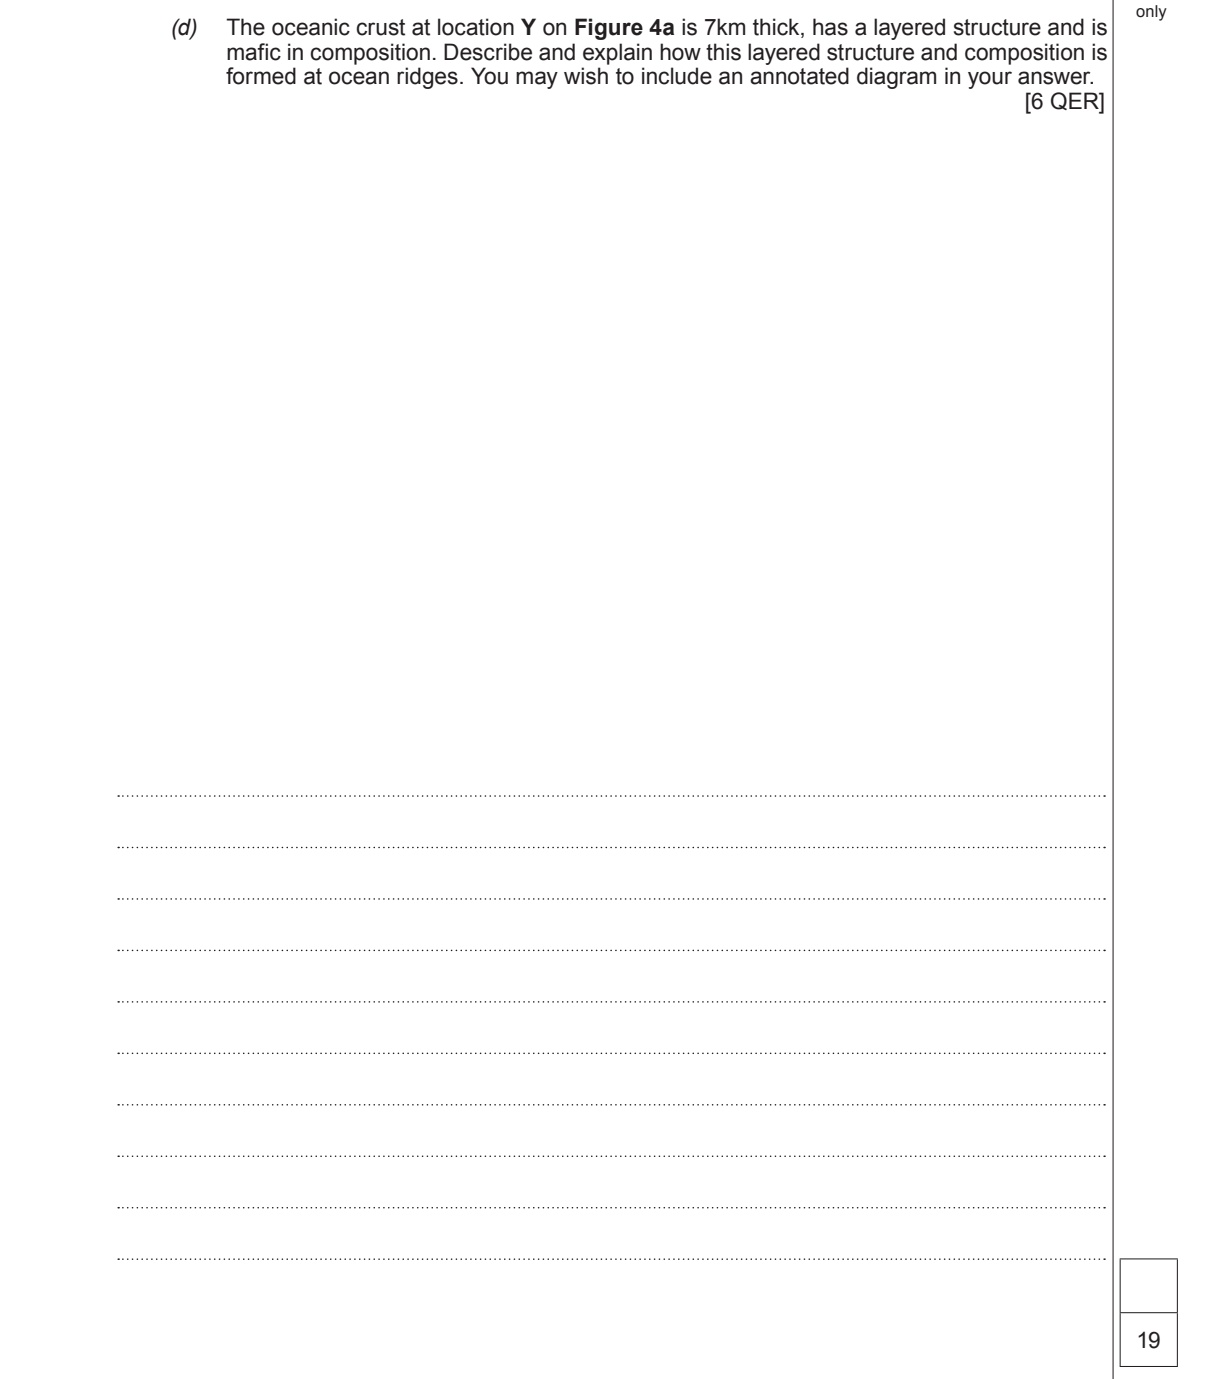 only
(d) The oceanic crust at location Y on Figure 4a is 7km thick, has a layered structure and is
mafic in composition. Describe and explain how this layered structure and composition is
formed at ocean ridges. You may wish to include an annotated diagram in your answer.
[6 QER]
19